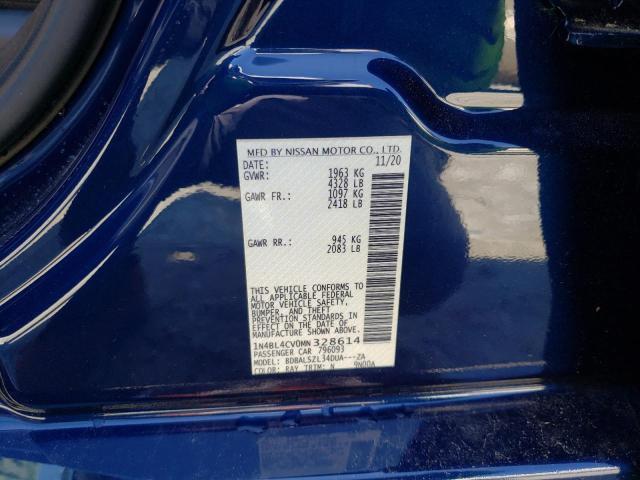 MFD BY NISSAN MOTOR CO., LTD.
DATE: 11/20
GVWR: 1963 KG
4328 LB
GAWR FR.: 1097 KG
2418 LB
GAWR RR.: 945 KG
2083 LB
THIS VEHICLE CONFORMS TO
ALL APPLICABLE FEDERAL
MOTOR VEHICLE SAFETY,
BUMPER, AND THEFT
PREVENTION STANDARDS
IN EFFECT ON THE DATE OF
MANUFACTURE SHOWN ABOVE.
1N4BL4CV0MN328614
PASSENGER CAR 796093
MODEL: BDBALSZL34DUA---ZA
COLOR: RAY TRIM: N 9N00A